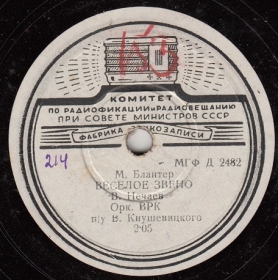 КОМИТЕТ
ПО РАДИОФИКАЦИИ и РАДИОВЕЩАНИЮ
ПРИ СОВЕТЕ МИНИСТРОВ СССР
ФАБРИКА ЗВУКОЗАПИСИ
214
МГФ Д 2482
М. Блантер
ВЕСЕЛОЕ ЗВЕНО
В. Нечаев
Орк. ВРК
п/у В. Кнушевицкого
2-05